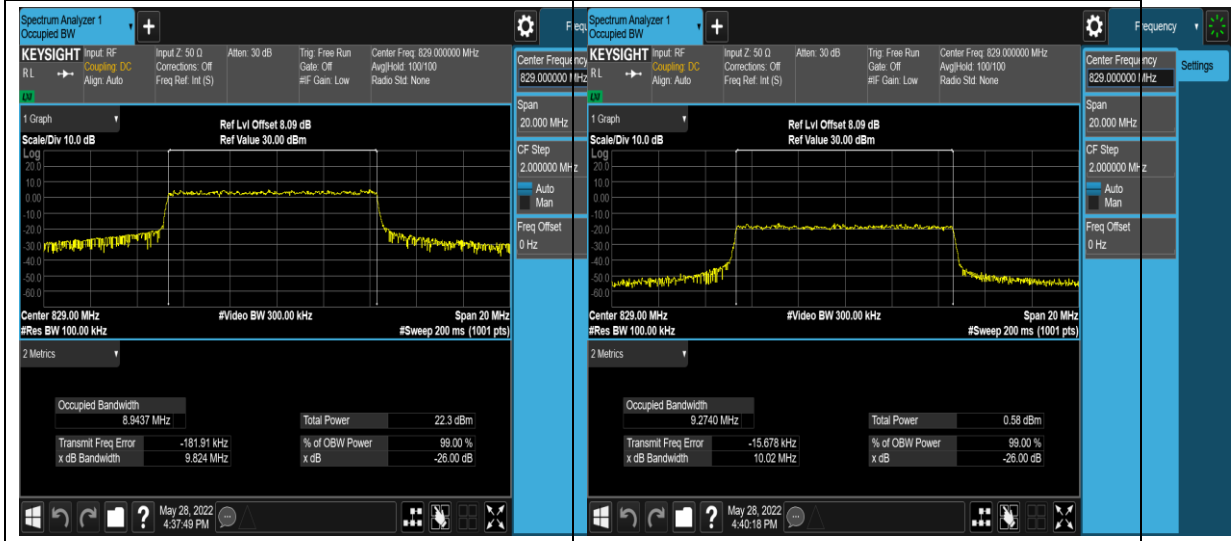 Spectrum Analyzer 1
Occupied BW
+
KEYSIGHT Input: RF
Coupling: DC
Align: Auto
RL
LXI
Input Z: 50 Ω
Corrections: Off
Freq Ref: Int (S)
Atten: 30 dB
Trig: Free Run
Gate: Off
#IF Gain: Low
Center Freq: 829.000000 MHz
Avg|Hold: 100/100
Radio Std: None
1 Graph
Scale/Div 10.0 dB
Ref Lvl Offset 8.09 dB
Ref Value 30.00 dBm
Log
20.0
10.0
0.00
-10.0
-20.0
-30.0
-40.0
-50.0
-60.0
Center 829.00 MHz
#Res BW 100.00 kHz
#Video BW 300.00 kHz
Span 20 MHz
#Sweep 200 ms (1001 pts)
2 Metrics
Occupied Bandwidth
8.9437 MHz
Total Power 22.3 dBm
Transmit Freq Error -181.91 kHz
% of OBW Power 99.00 %
x dB Bandwidth 9.824 MHz
x dB -26.00 dB
?
May 28, 2022
4:37:49 PM
Frequ
Center Frequency
829.000000 MHz
Span
20.000 MHz
CF Step
2.000000 MHz
Auto
Man
Freq Offset
0 Hz
Spectrum Analyzer 1
Occupied BW
+
KEYSIGHT Input: RF
Coupling: DC
Align: Auto
RL
LXI
Input Z: 50 Ω
Corrections: Off
Freq Ref: Int (S)
Atten: 30 dB
Trig: Free Run
Gate: Off
#IF Gain: Low
Center Freq: 829.000000 MHz
Avg|Hold: 100/100
Radio Std: None
1 Graph
Scale/Div 10.0 dB
Ref Lvl Offset 8.09 dB
Ref Value 30.00 dBm
Log
20.0
10.0
0.00
-10.0
-20.0
-30.0
-40.0
-50.0
-60.0
Center 829.00 MHz
#Res BW 100.00 kHz
#Video BW 300.00 kHz
Span 20 MHz
#Sweep 200 ms (1001 pts)
2 Metrics
Occupied Bandwidth
9.2740 MHz
Total Power 0.58 dBm
Transmit Freq Error -15.678 kHz
% of OBW Power 99.00 %
x dB Bandwidth 10.02 MHz
x dB -26.00 dB
?
May 28, 2022
4:40:18 PM
Frequency
Center Frequency
829.000000 MHz
Settings
Span
20.000 MHz
CF Step
2.000000 MHz
Auto
Man
Freq Offset
0 Hz